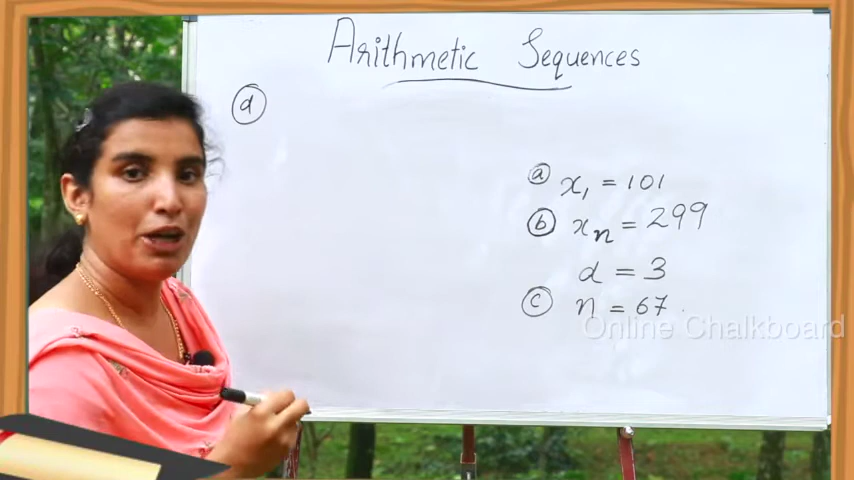 Arithmetic Sequences
d
a x₁ = 101
b xₙ = 299
d = 3
c n = 67
Online Chalkboard